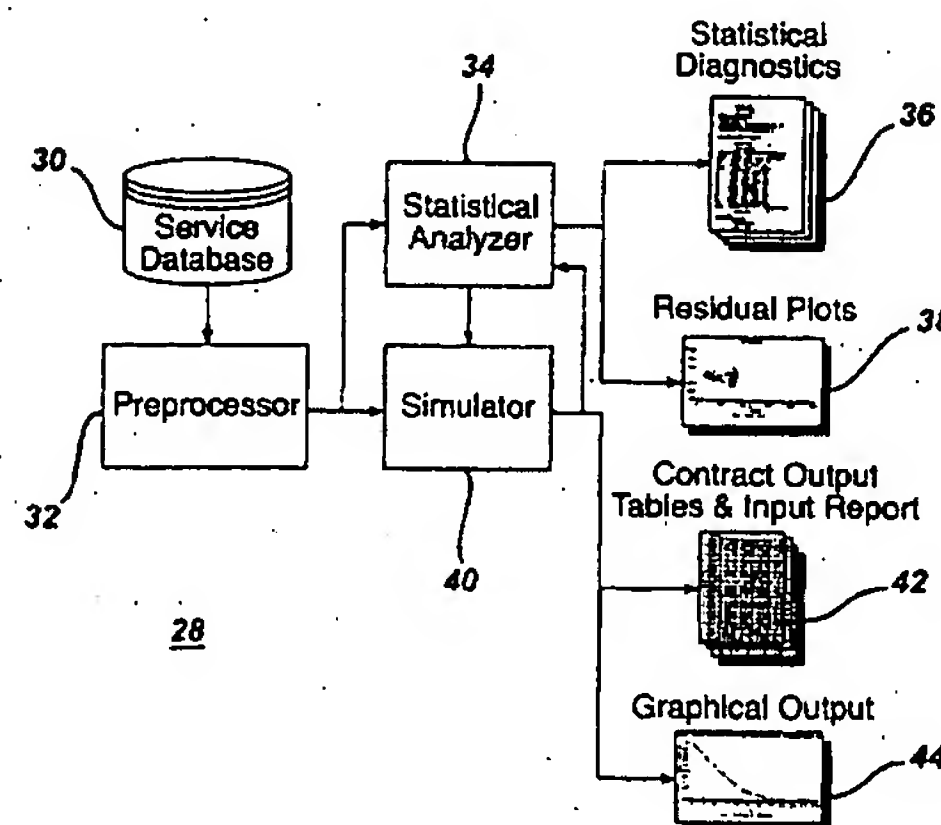 Statistical
Diagnostics
34
36
30
Service
Database
Statistical
Analyzer
Residual Plots
38
Preprocessor
Simulator
Contract Output
Tables & Input Report
32
40
42
28
Graphical Output
44